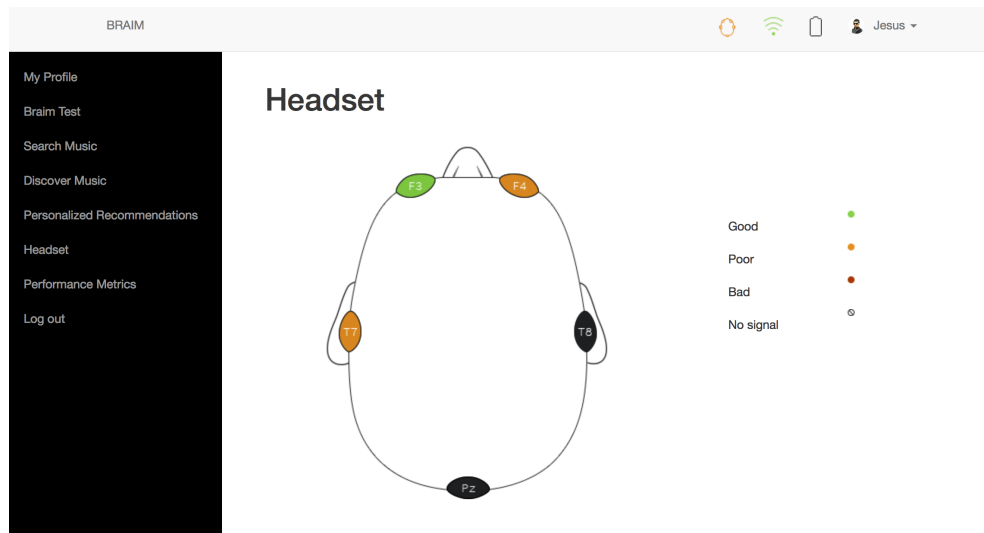 BRAIM
Jesus
My Profile
Braim Test
Search Music
Discover Music
Personalized Recommendations
Headset
Performance Metrics
Log out
Headset
F3
F4
T7
T8
Pz
Good
Poor
Bad
No signal